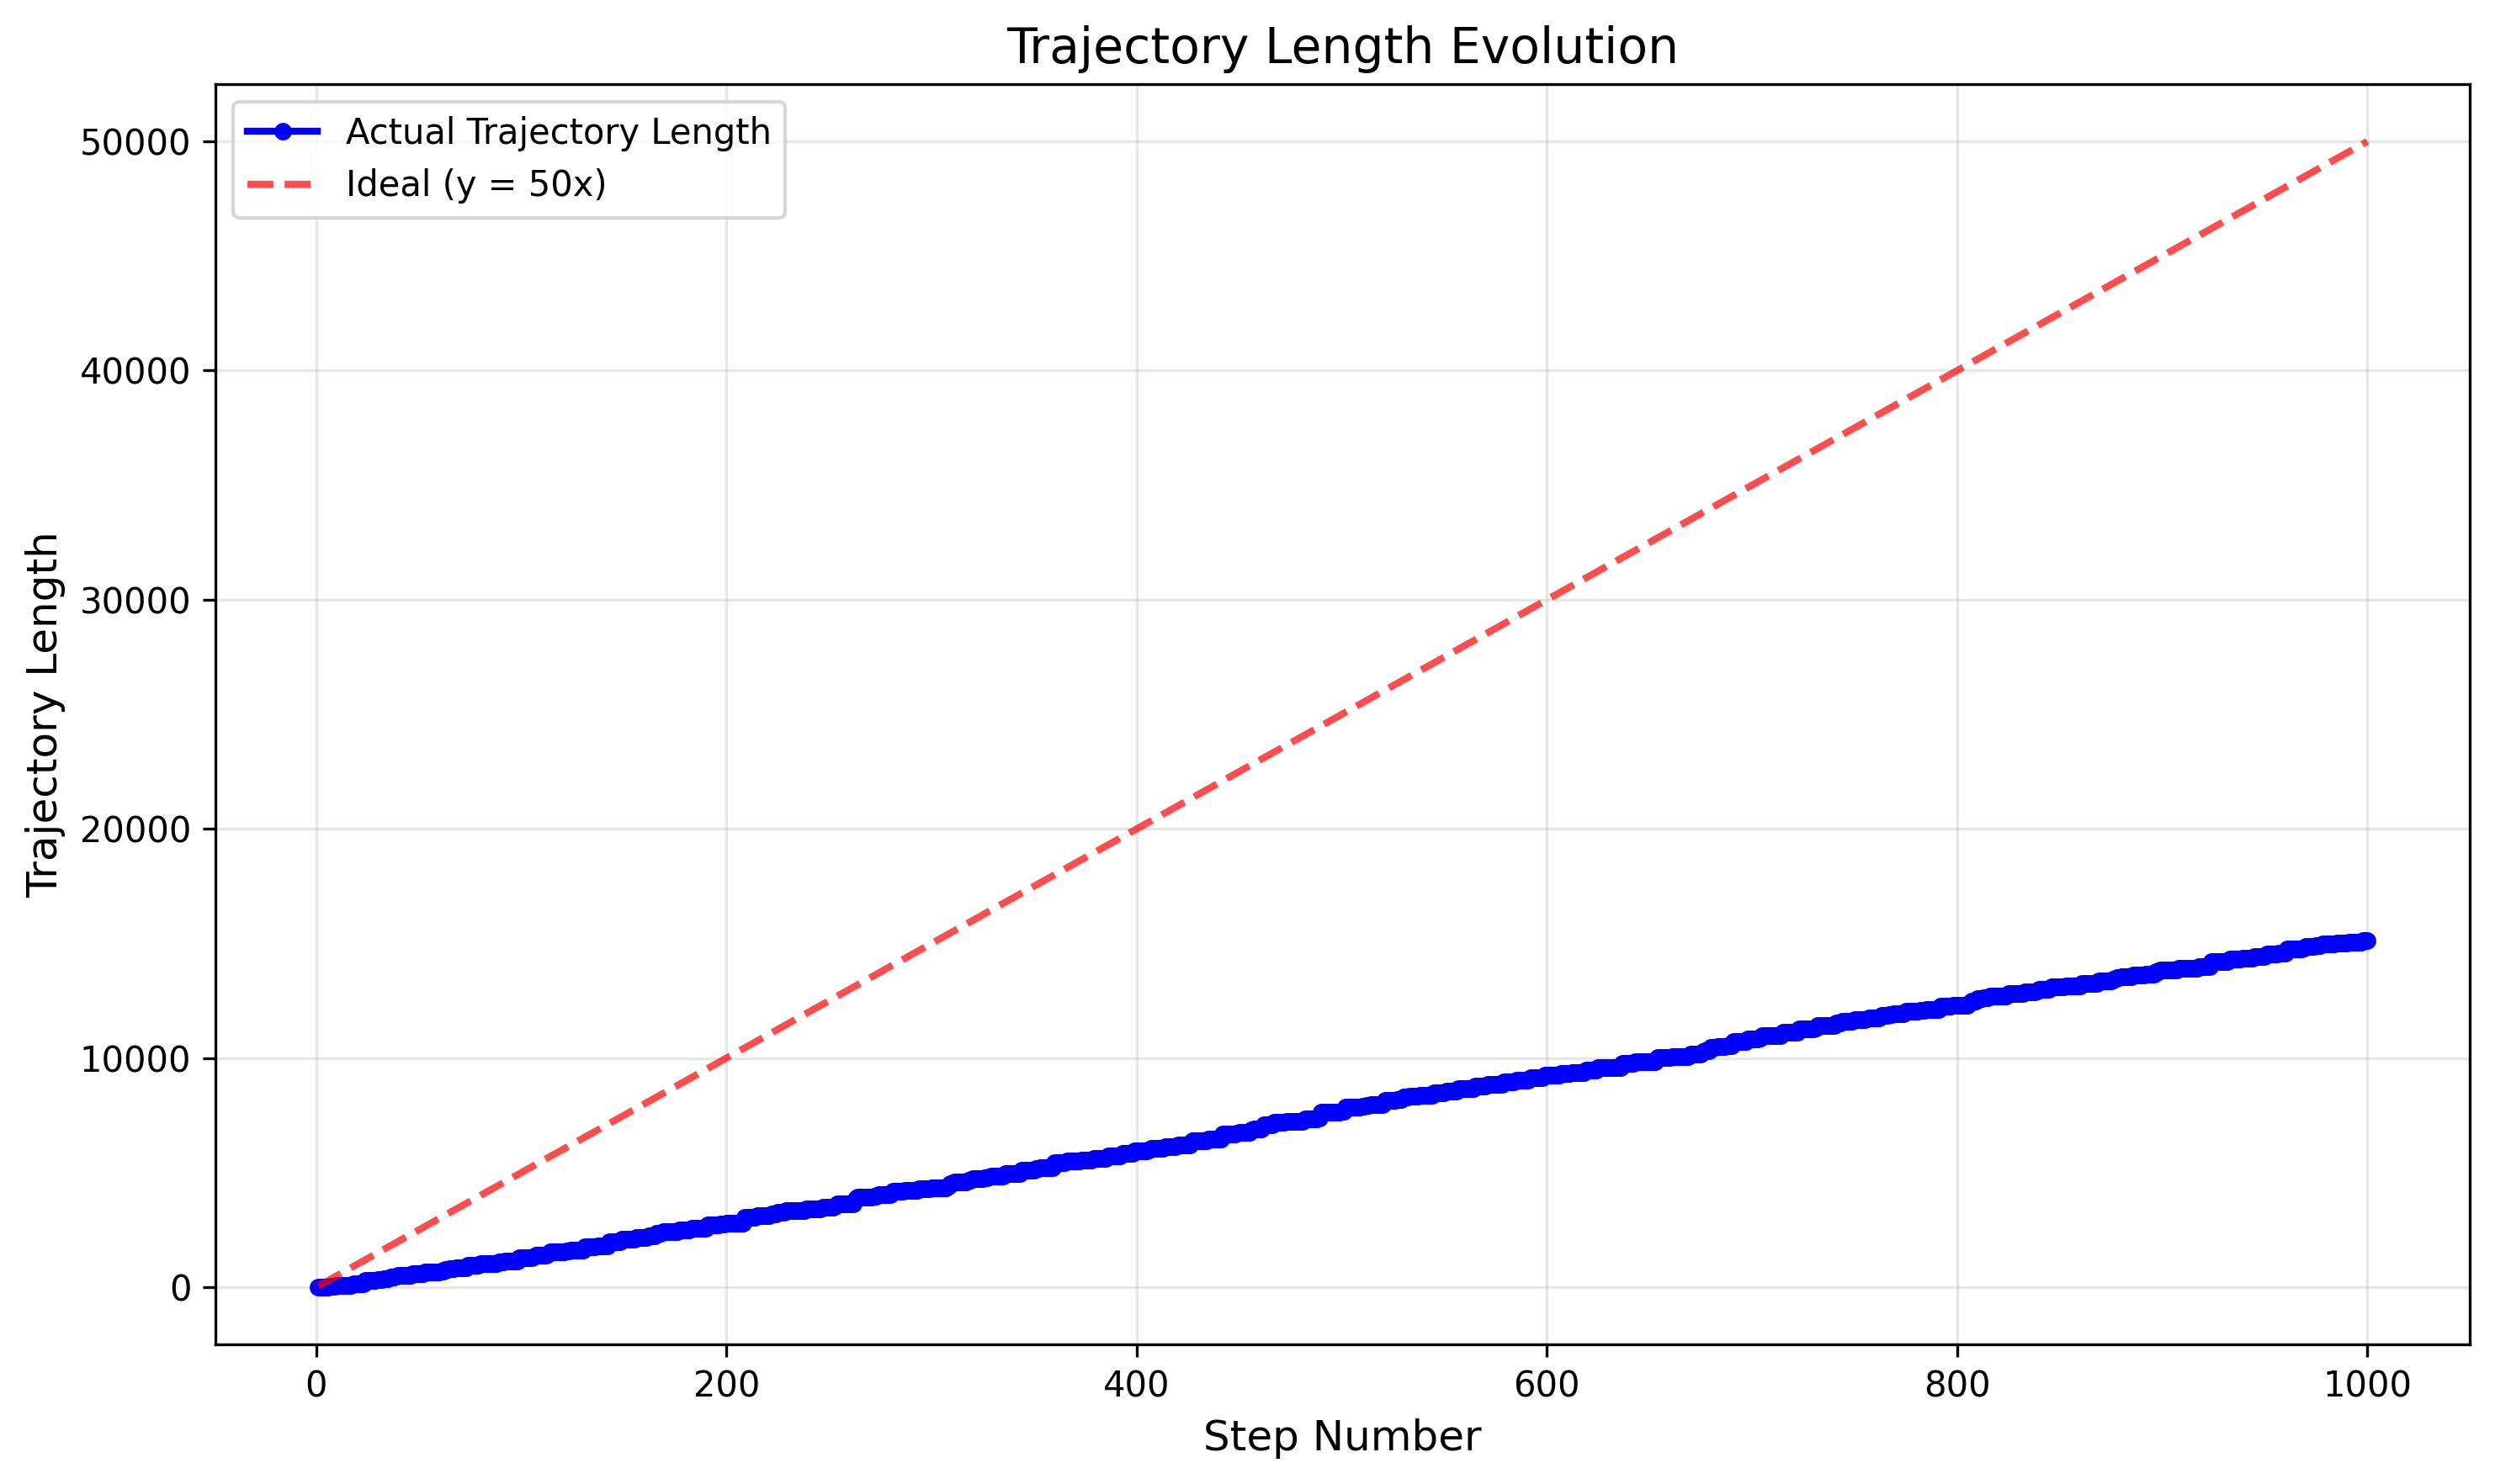 Trajectory Length Evolution
Actual Trajectory Length
Ideal (y = 50x)
50000
40000
30000
20000
10000
0
Trajectory Length
0 200 400 600 800 1000
Step Number